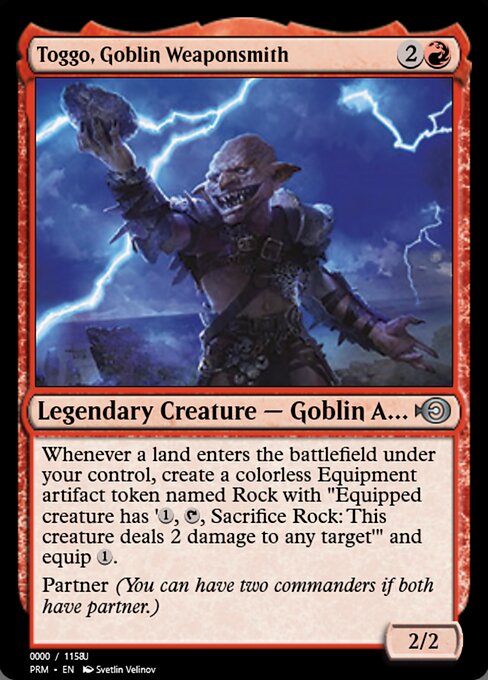 Toggo, Goblin Weaponsmith 2
Legendary Creature — Goblin A...
Whenever a land enters the battlefield under
your control, create a colorless Equipment
artifact token named Rock with "Equipped
creature has '1, T, Sacrifice Rock: This
creature deals 2 damage to any target'" and
equip 1.
Partner (You can have two commanders if both
have partner.)
2/2
0000 / 1158U
PRM • EN Svetlin Velinov